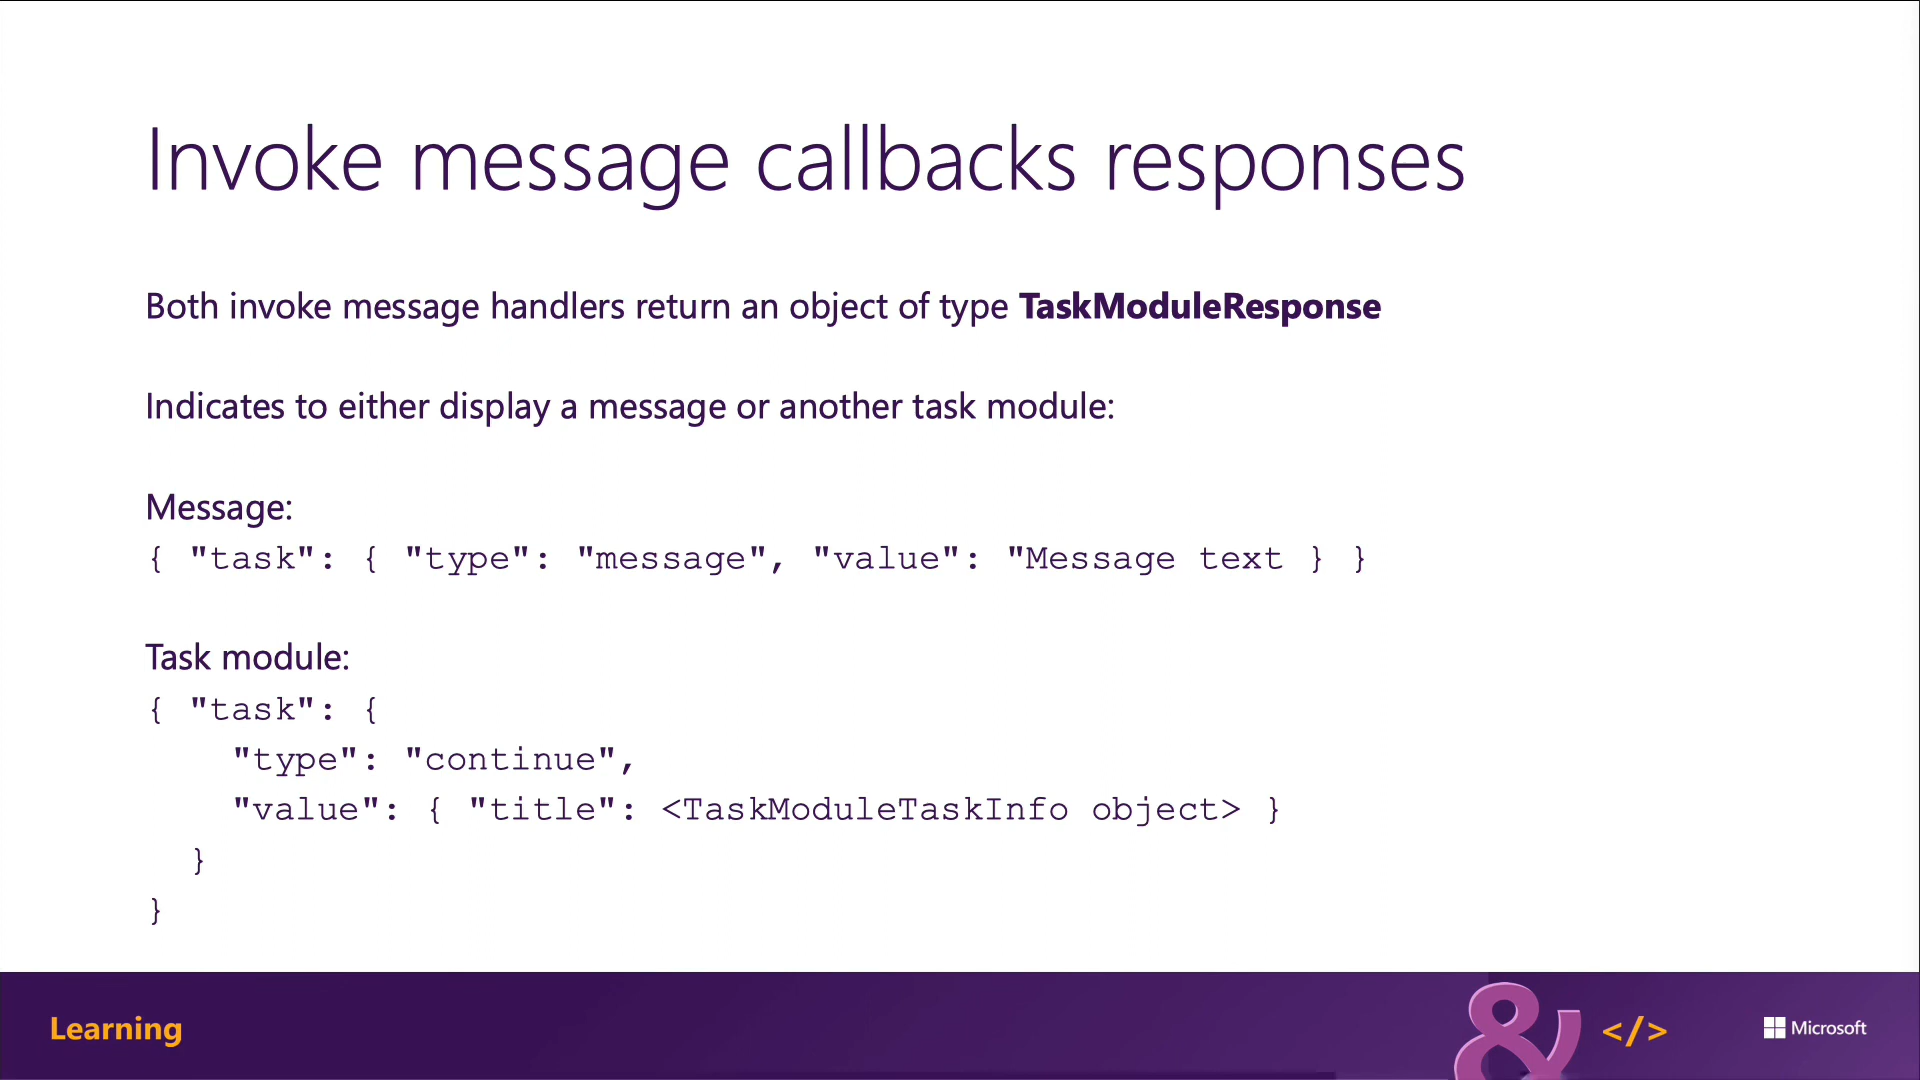 Invoke message callbacks responses
Both invoke message handlers return an object of type TaskModuleResponse
Indicates to either display a message or another task module:
Message:
{ "task": { "type": "message", "value": "Message text } }
Task module:
{ "task": {
    "type": "continue",
    "value": { "title": <TaskModuleTaskInfo object> }
  }
}
Learning
& </>
Microsoft